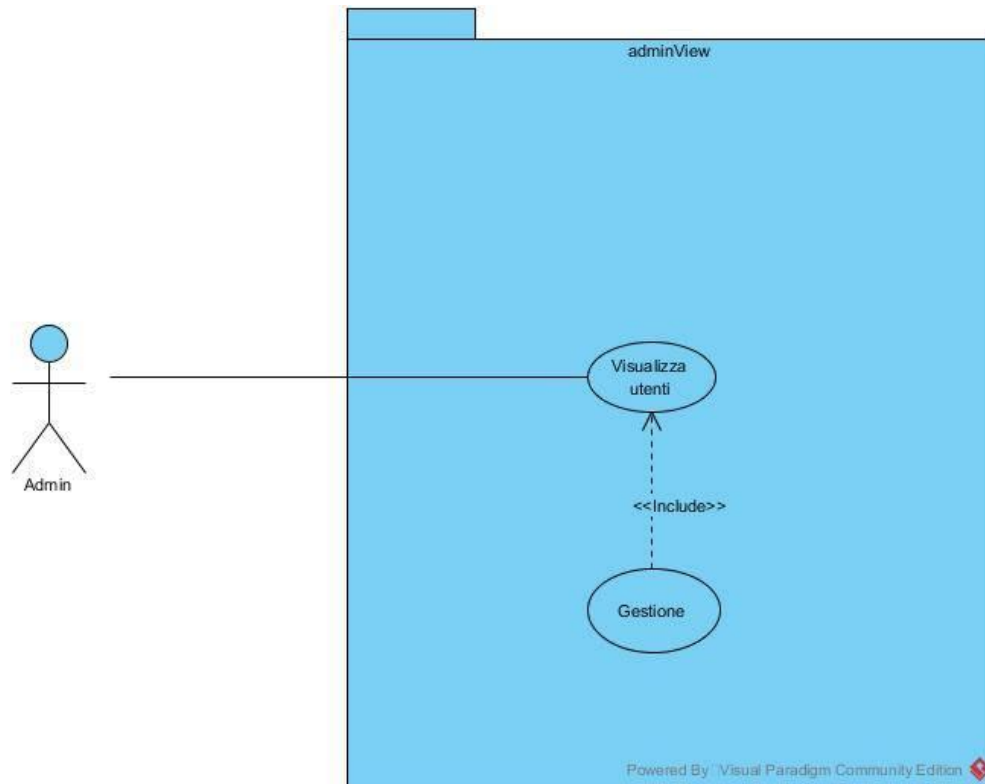 adminView
Visualizza
utenti
Admin
<<Include>>
Gestione
Powered By Visual Paradigm Community Edition